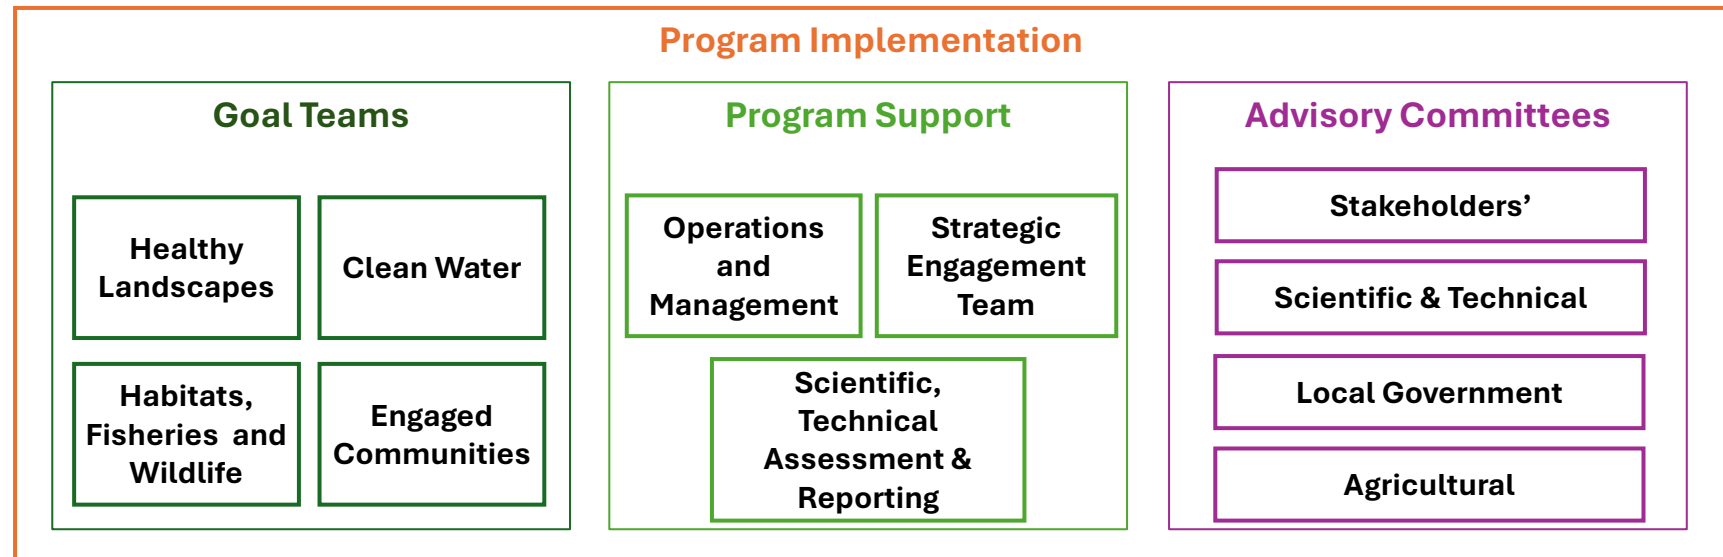 Program Implementation
Goal Teams
Healthy
Landscapes
Clean Water
Habitats,
Fisheries and
Wildlife
Engaged
Communities
Program Support
Operations
and
Management
Strategic
Engagement
Team
Scientific,
Technical
Assessment &
Reporting
Advisory Committees
Stakeholders’
Scientific & Technical
Local Government
Agricultural